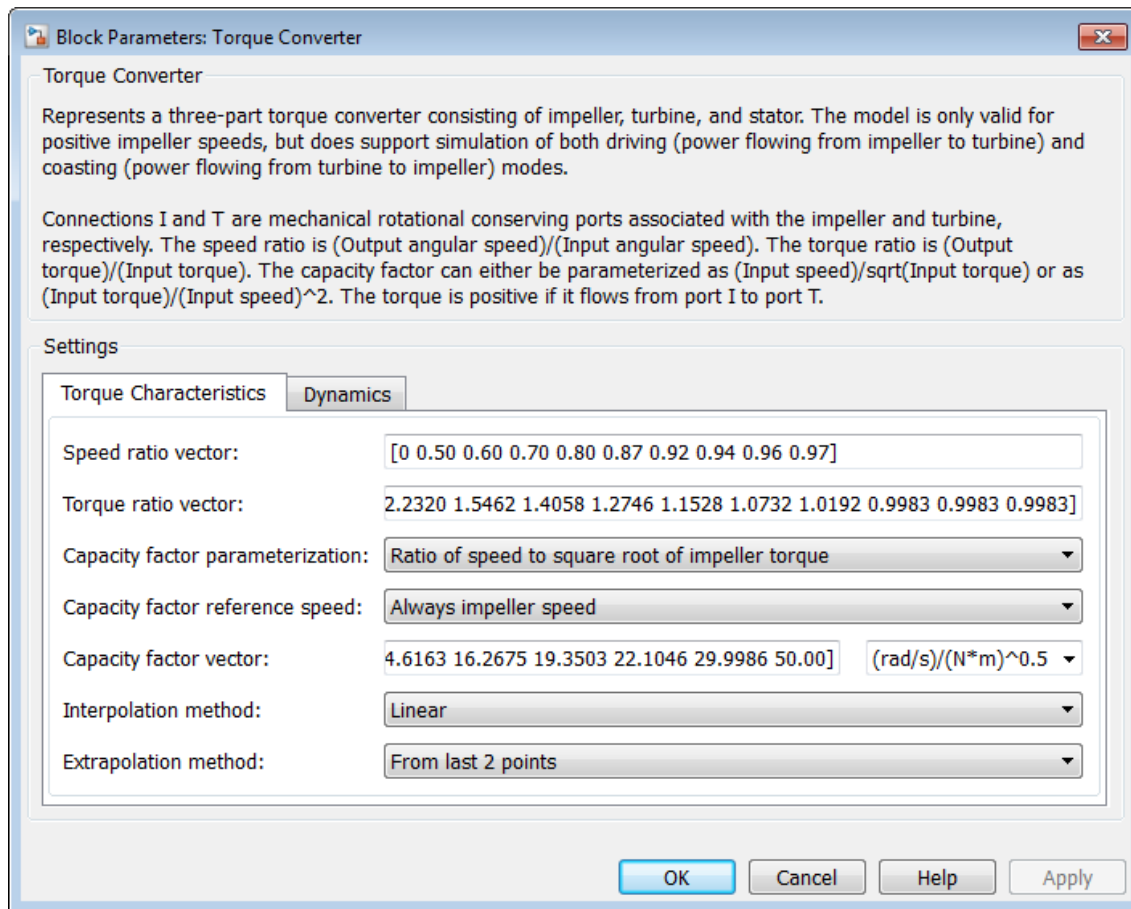 Block Parameters: Torque Converter
Torque Converter
Represents a three-part torque converter consisting of impeller, turbine, and stator. The model is only valid for
positive impeller speeds, but does support simulation of both driving (power flowing from impeller to turbine) and
coasting (power flowing from turbine to impeller) modes.
Connections I and T are mechanical rotational conserving ports associated with the impeller and turbine,
respectively. The speed ratio is (Output angular speed)/(Input angular speed). The torque ratio is (Output
torque)/(Input torque). The capacity factor can either be parameterized as (Input speed)/sqrt(Input torque) or as
(Input torque)/(Input speed)^2. The torque is positive if it flows from port I to port T.
Settings
Torque Characteristics Dynamics
Speed ratio vector: [0 0.50 0.60 0.70 0.80 0.87 0.92 0.94 0.96 0.97]
Torque ratio vector: 2.2320 1.5462 1.4058 1.2746 1.1528 1.0732 1.0192 0.9983 0.9983 0.9983]
Capacity factor parameterization: Ratio of speed to square root of impeller torque
Capacity factor reference speed: Always impeller speed
Capacity factor vector: 4.6163 16.2675 19.3503 22.1046 29.9986 50.00] (rad/s)/(N*m)^0.5
Interpolation method: Linear
Extrapolation method: From last 2 points
OK Cancel Help Apply